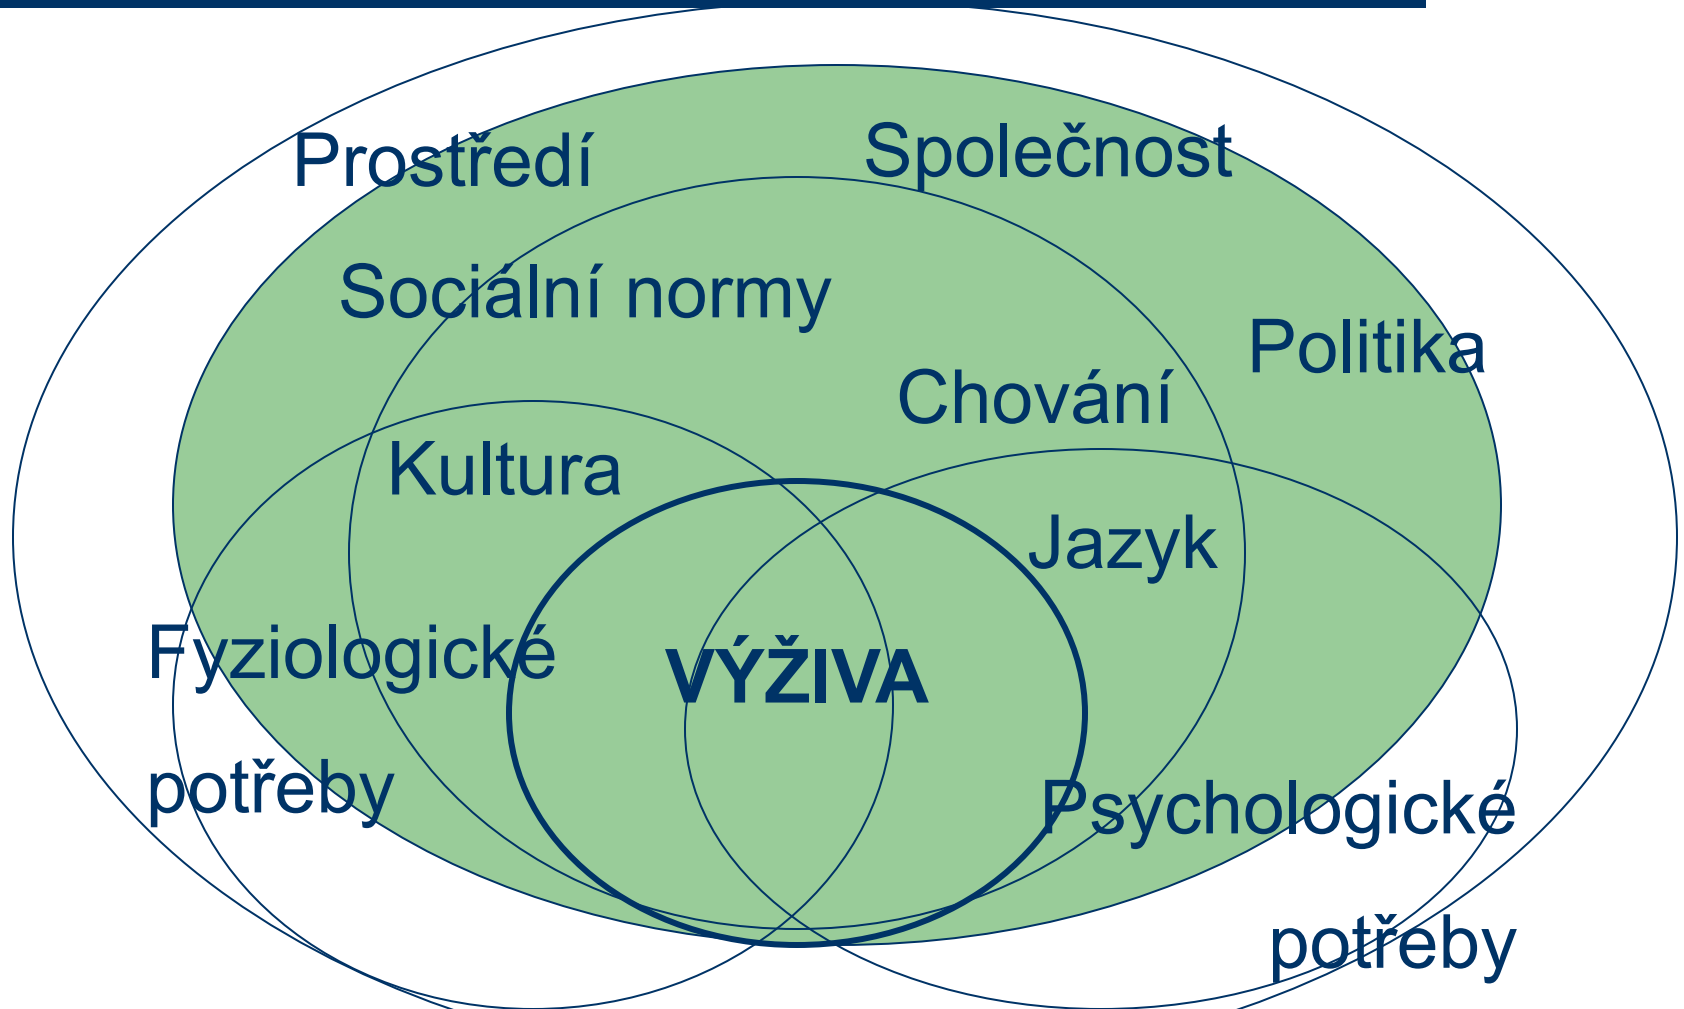 Prostředí
Společnost
Sociální normy
Politika
Chování
Kultura
Jazyk
Fyziologické
potřeby
VÝŽIVA
Psychologické
potřeby